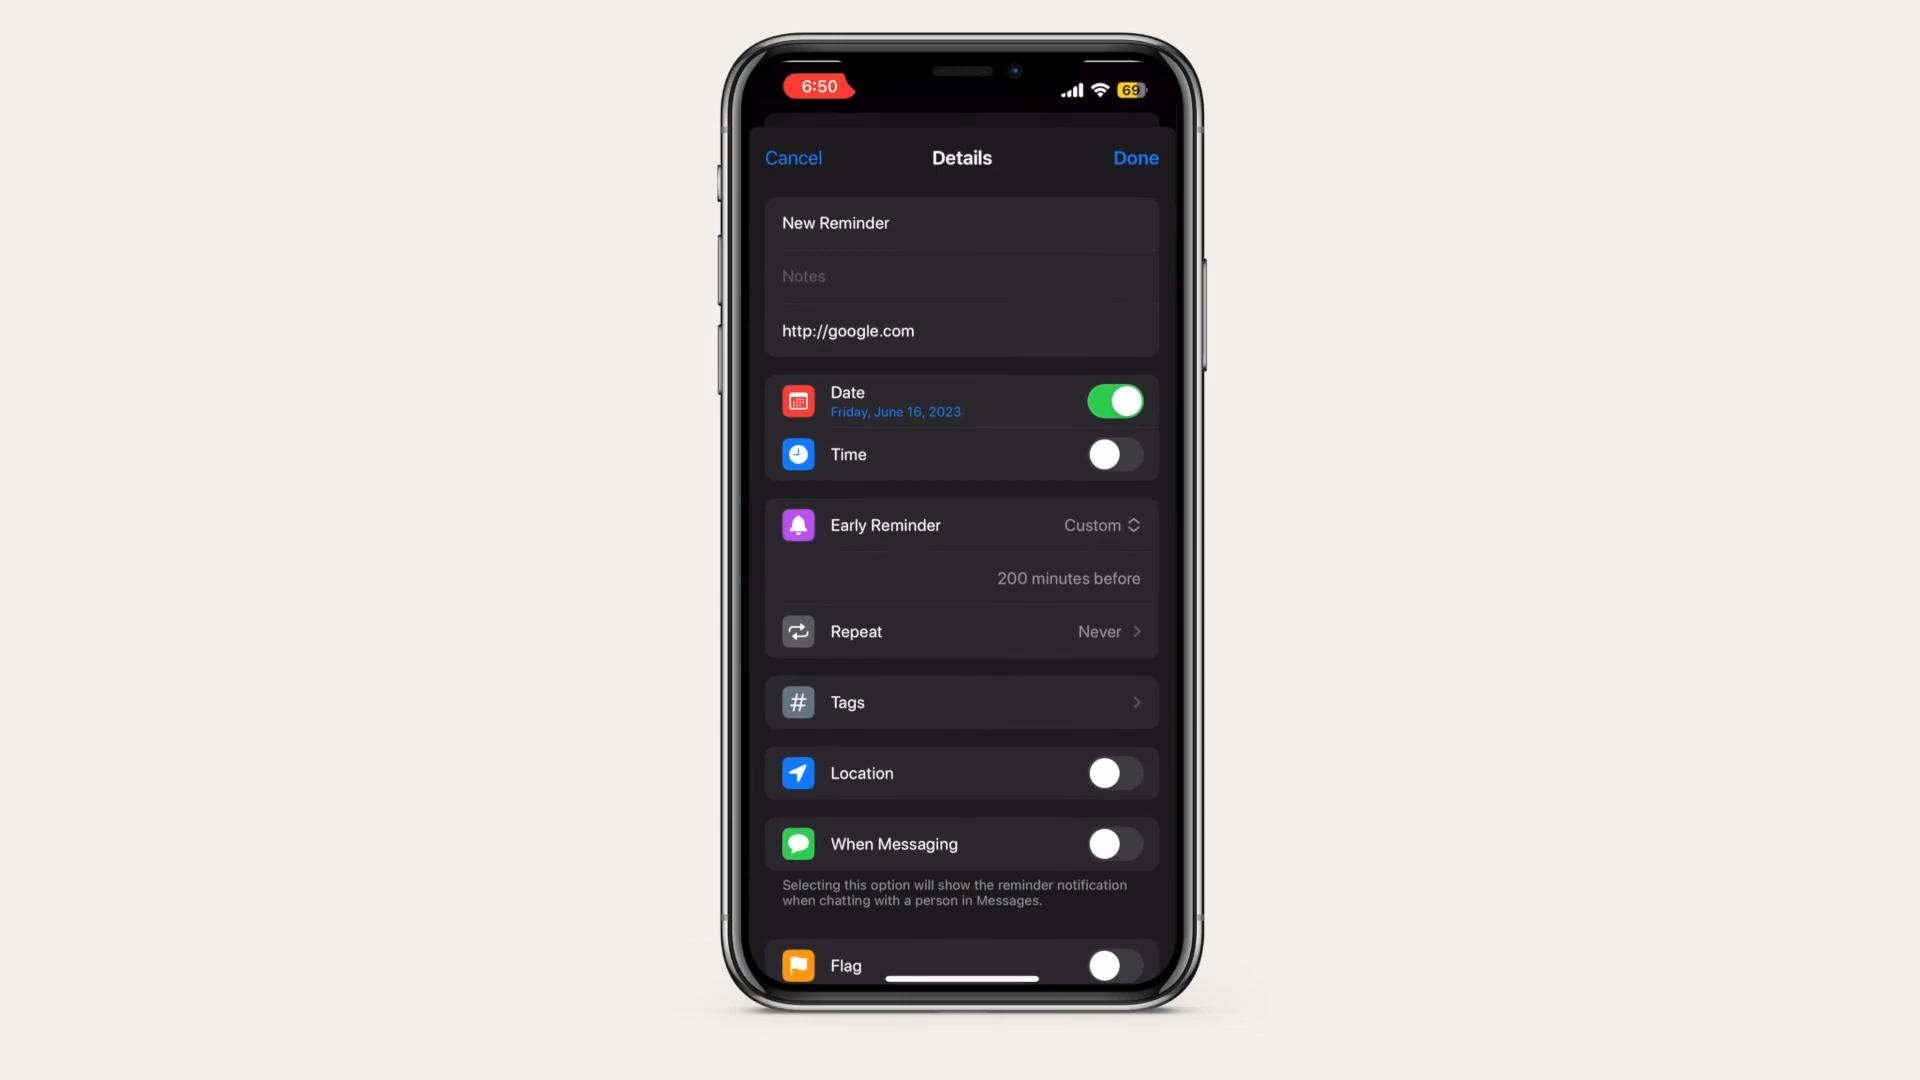 6:50
69
Cancel
Details
Done
New Reminder
Notes
http://google.com
Date
Friday, June 16, 2023
Time
Early Reminder
Custom
200 minutes before
Repeat
Never
#
Tags
Location
When Messaging
Selecting this option will show the reminder notification
when chatting with a person in Messages.
Flag